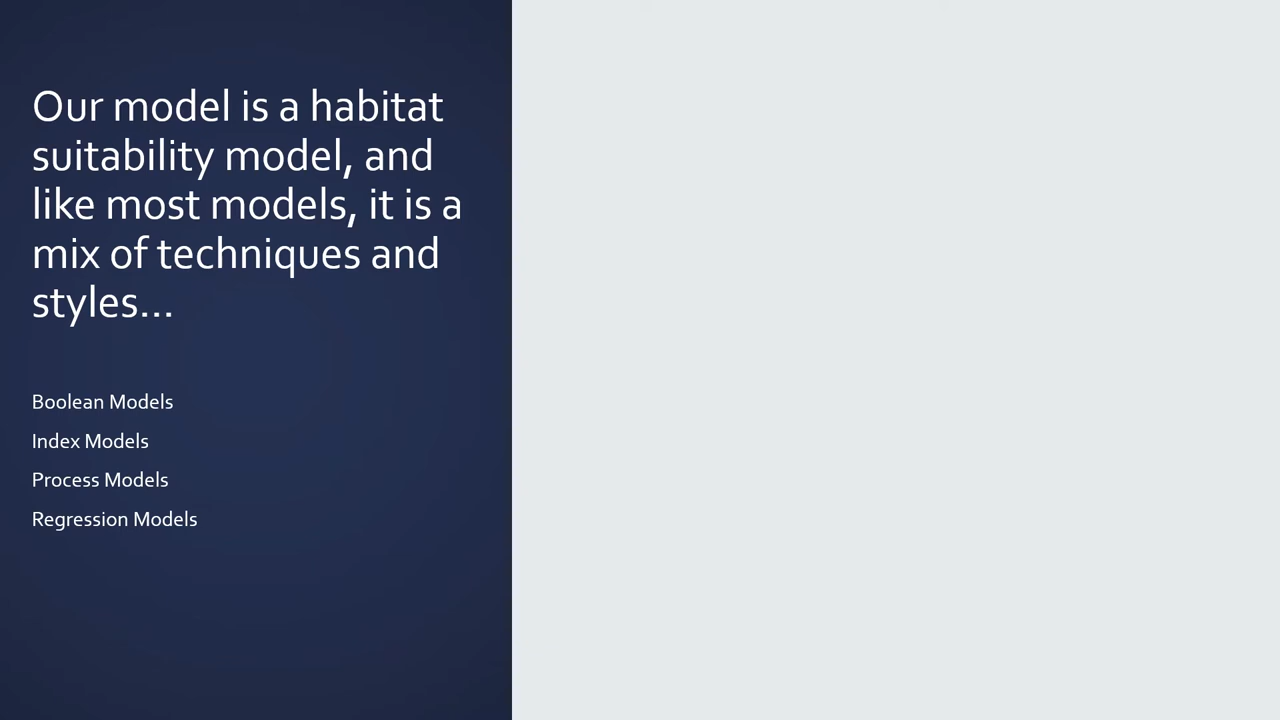 Our model is a habitat
suitability model, and
like most models, it is a
mix of techniques and
styles...
Boolean Models
Index Models
Process Models
Regression Models